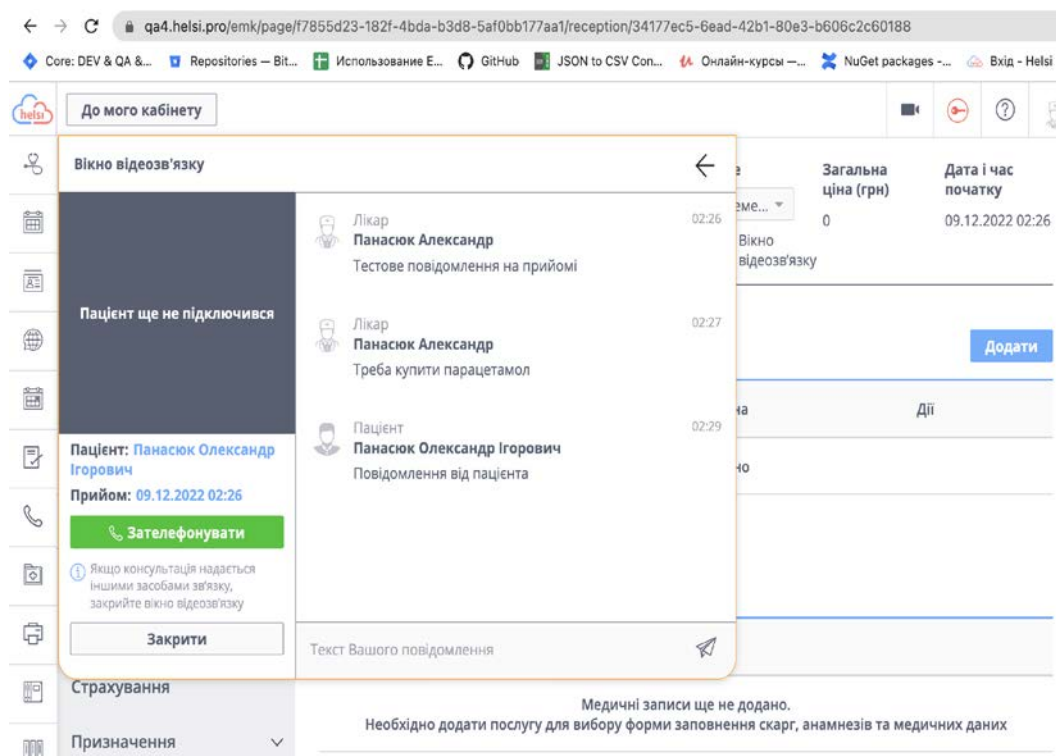 qa4.helsi.pro/emk/page/f7855d23-182f-4bda-b3d8-5af0bb177aa1/reception/34177ec5-6ead-42b1-80e3-b606c2c60188
Core: DEV & QA &... Repositories — Bit... Использование E... GitHub JSON to CSV Con... Онлайн-курсы —... NuGet packages -... Вхід - Helsi
helsi До мого кабінету
Вікно відеозв'язку
Загальна ціна (грн)
0
Дата і час початку
09.12.2022 02:26
еме...
Вікно
відеозв'язку
Пацієнт ще не підключився
Лікар 02:26
Панасюк Александр
Тестове повідомлення на прийомі
Лікар 02:27
Панасюк Александр
Треба купити парацетамол
Пацієнт 02:29
Панасюк Олександр Ігорович
Повідомлення від пацієнта
Додати
на Дії
но
Пацієнт: Панасюк Олександр
Ігорович
Прийом: 09.12.2022 02:26
Зателефонувати
Якщо консультація надається
іншими засобами зв'язку,
закрийте вікно відеозв'язку
Закрити
Текст Вашого повідомлення
Страхування
Призначення
Медичні записи ще не додано.
Необхідно додати послугу для вибору форми заповнення скарг, анамнезів та медичних даних